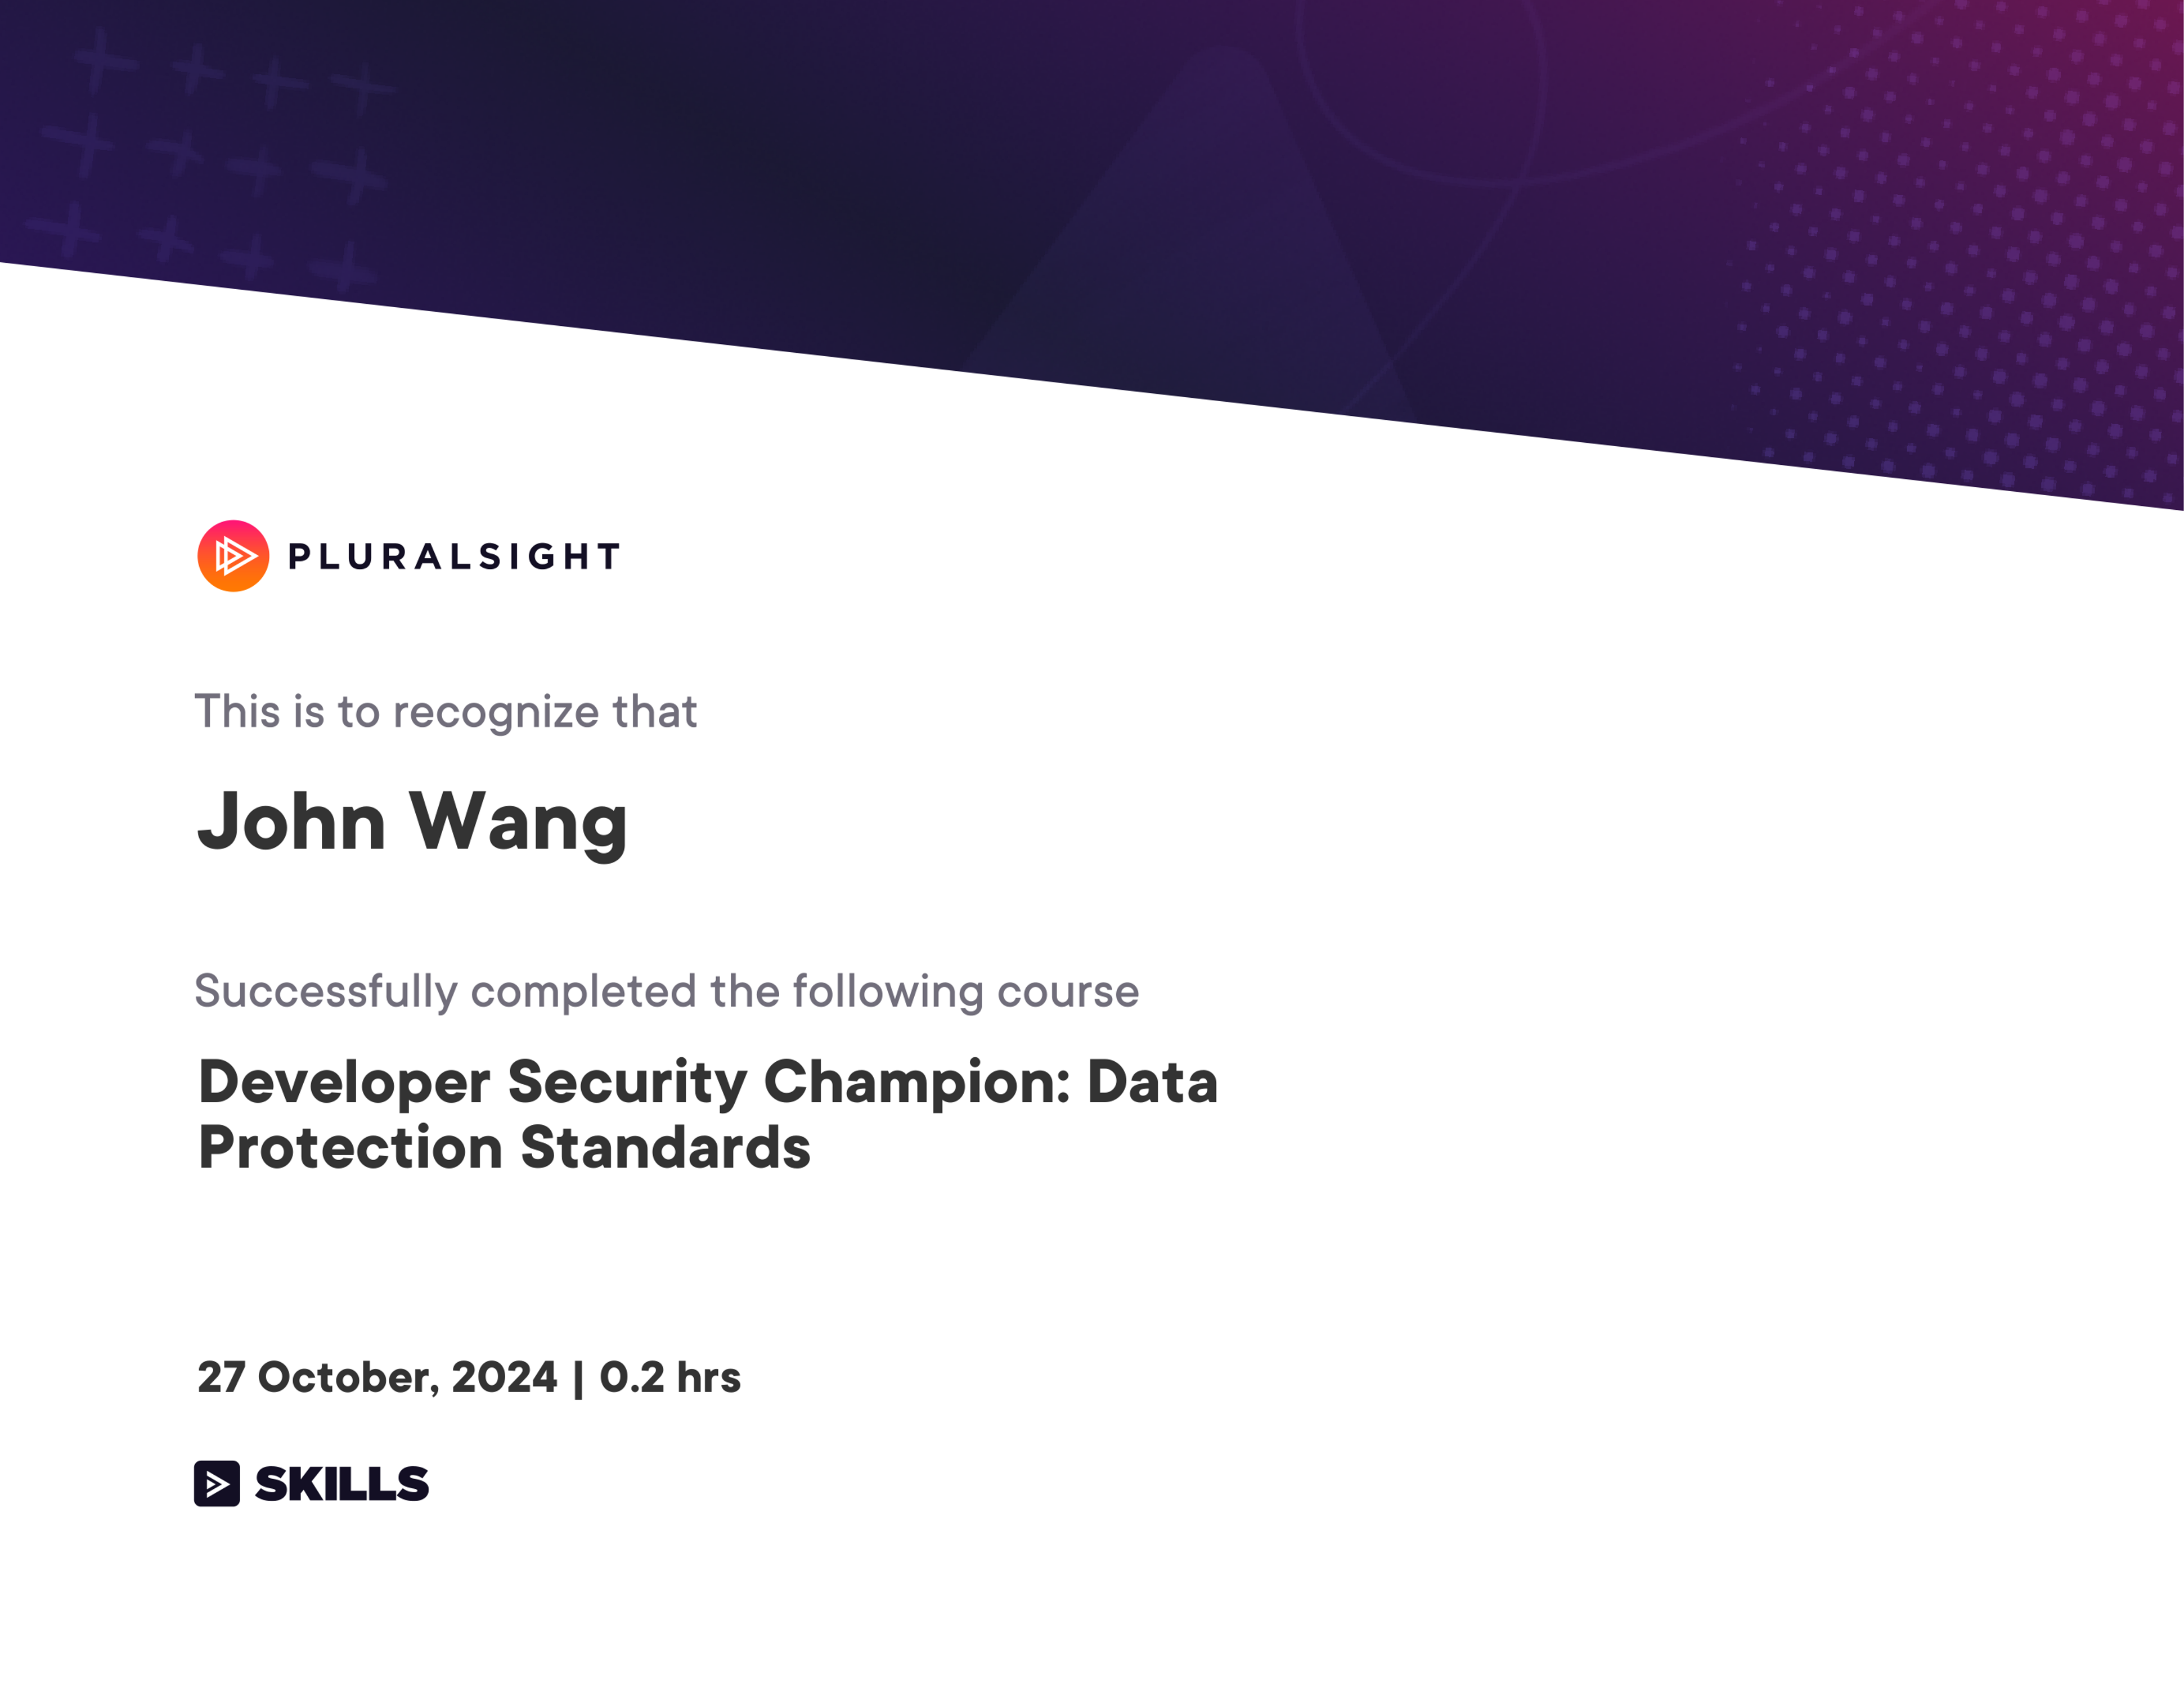 PLURALSIGHT
This is to recognize that
John Wang
Successfully completed the following course
Developer Security Champion: Data
Protection Standards
27 October, 2024 | 0.2 hrs
SKILLS